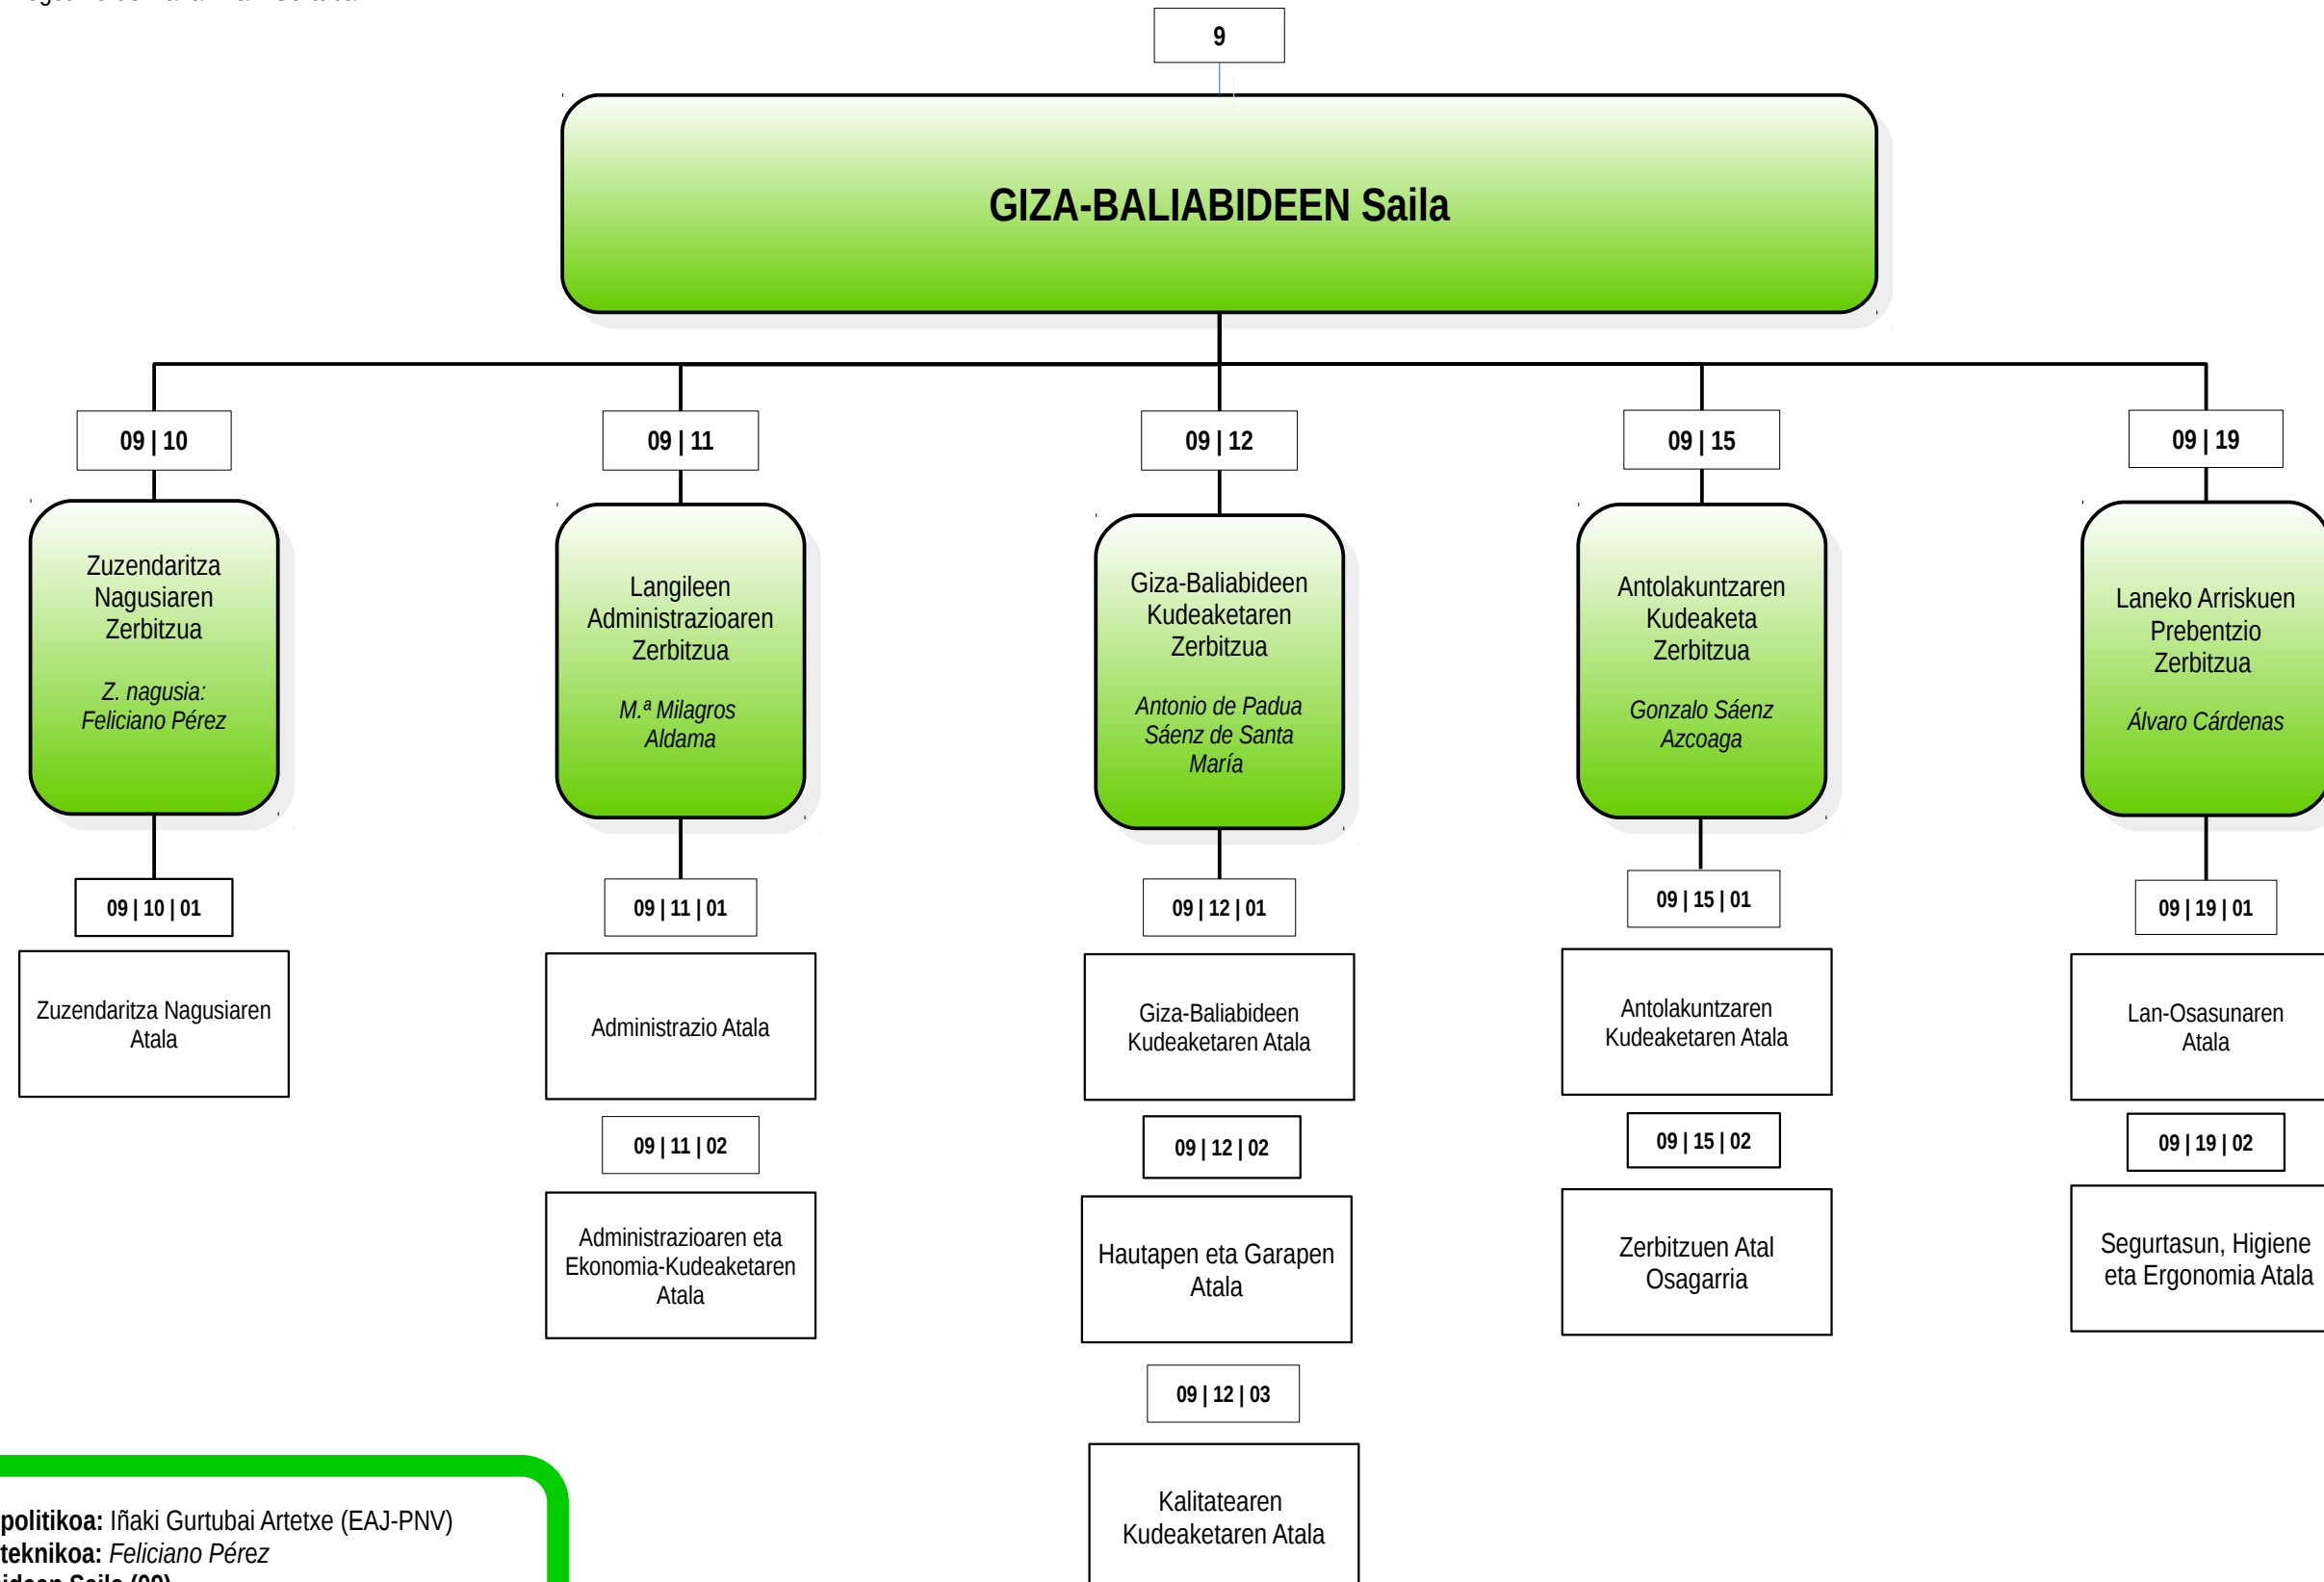 9
GIZA-BALIABIDEEN Saila
09 | 10
09 | 11
09 | 12
09 | 15
09 | 19
Zuzendaritza
Nagusiaren
Zerbitzua
Z. nagusia:
Feliciano Pérez
Langileen
Administrazioaren
Zerbitzua
M.ª Milagros
Aldama
Giza-Baliabideen
Kudeaketaren
Zerbitzua
Antonio de Padua
Sáenz de Santa
María
Antolakuntzaren
Kudeaketa
Zerbitzua
Gonzalo Sáenz
Azcoaga
Laneko Arriskuen
Prebentzio
Zerbitzua
Álvaro Cárdenas
09 | 10 | 01
09 | 11 | 01
09 | 12 | 01
09 | 15 | 01
09 | 19 | 01
Zuzendaritza Nagusiaren
Atala
Administrazio Atala
Giza-Baliabideen
Kudeaketaren Atala
Antolakuntzaren
Kudeaketaren Atala
Lan-Osasunaren
Atala
09 | 11 | 02
09 | 12 | 02
09 | 15 | 02
09 | 19 | 02
Administrazioaren eta
Ekonomia-Kudeaketaren
Atala
Hautapen eta Garapen
Atala
Zerbitzuen Atal
Osagarria
Segurtasun, Higiene
eta Ergonomia Atala
09 | 12 | 03
Kalitatearen
Kudeaketaren Atala
politikoa: Iñaki Gurtubai Artetxe (EAJ-PNV)
teknikoa: Feliciano Pérez
Saila (09)